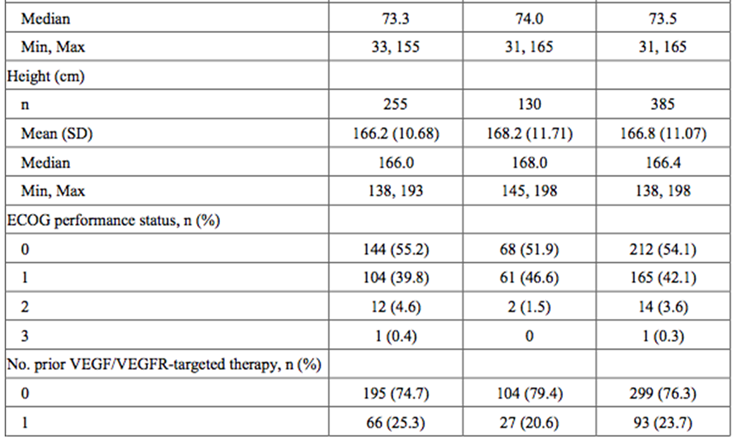 Median 73.3 74.0 73.5
Min, Max 33, 155 31, 165 31, 165
Height (cm)
n 255 130 385
Mean (SD) 166.2 (10.68) 168.2 (11.71) 166.8 (11.07)
Median 166.0 168.0 166.4
Min, Max 138, 193 145, 198 138, 198
ECOG performance status, n (%)
0 144 (55.2) 68 (51.9) 212 (54.1)
1 104 (39.8) 61 (46.6) 165 (42.1)
2 12 (4.6) 2 (1.5) 14 (3.6)
3 1 (0.4) 0 1 (0.3)
No. prior VEGF/VEGFR-targeted therapy, n (%)
0 195 (74.7) 104 (79.4) 299 (76.3)
1 66 (25.3) 27 (20.6) 93 (23.7)